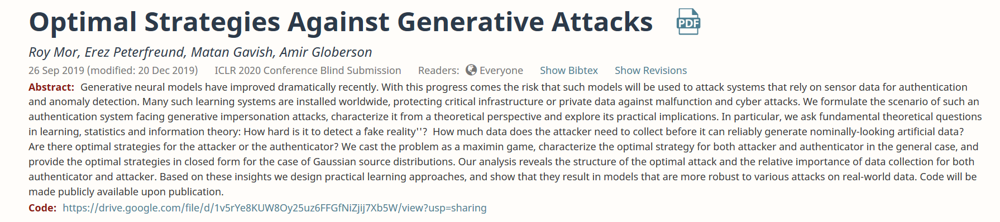 Optimal Strategies Against Generative Attacks PDF
Roy Mor, Erez Peterfreund, Matan Gavish, Amir Globerson
26 Sep 2019 (modified: 20 Dec 2019) ICLR 2020 Conference Blind Submission Readers: Everyone Show Bibtex Show Revisions
Abstract: Generative neural models have improved dramatically recently. With this progress comes the risk that such models will be used to attack systems that rely on sensor data for authentication
and anomaly detection. Many such learning systems are installed worldwide, protecting critical infrastructure or private data against malfunction and cyber attacks. We formulate the scenario of such an
authentication system facing generative impersonation attacks, characterize it from a theoretical perspective and explore its practical implications. In particular, we ask fundamental theoretical questions
in learning, statistics and information theory: How hard is it to detect a fake reality''? How much data does the attacker need to collect before it can reliably generate nominally-looking artificial data?
Are there optimal strategies for the attacker or the authenticator? We cast the problem as a maximin game, characterize the optimal strategy for both attacker and authenticator in the general case, and
provide the optimal strategies in closed form for the case of Gaussian source distributions. Our analysis reveals the structure of the optimal attack and the relative importance of data collection for both
authenticator and attacker. Based on these insights we design practical learning approaches, and show that they result in models that are more robust to various attacks on real-world data. Code will be
made publicly available upon publication.
Code: https://drive.google.com/file/d/1v5rYe8KUW8Oy25uz6FFGfNiZjij7Xb5W/view?usp=sharing